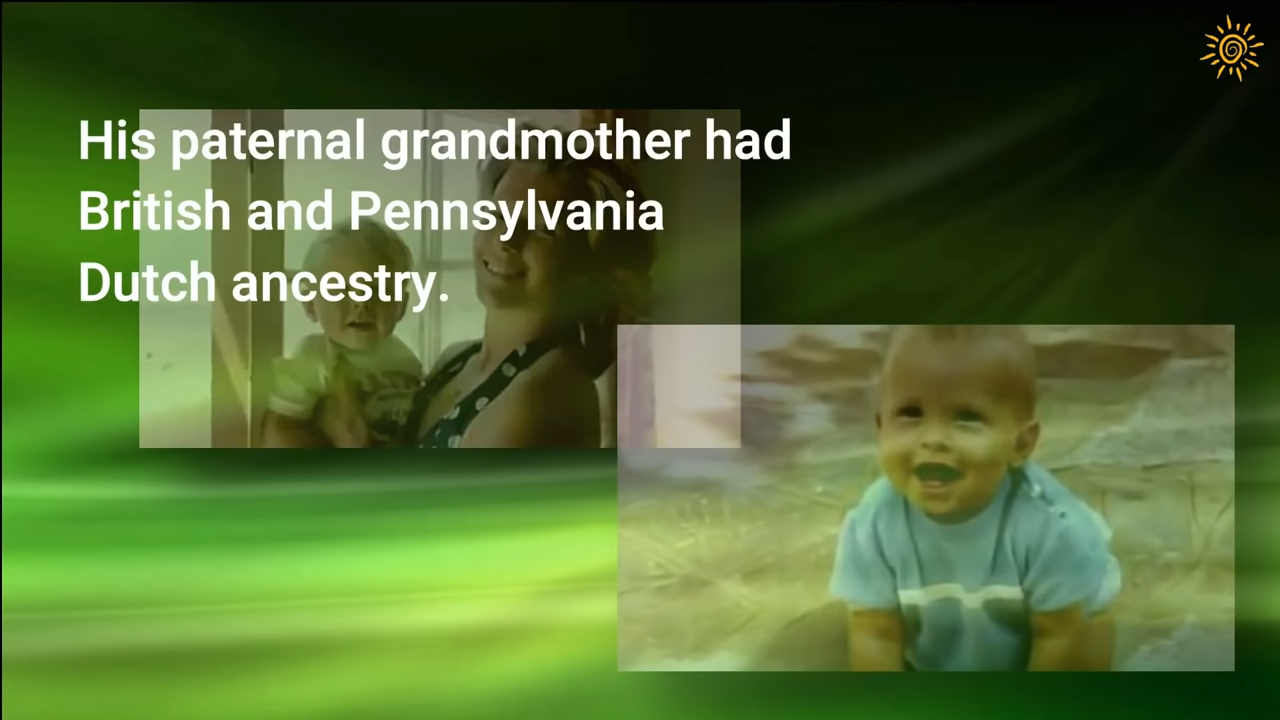 His paternal grandmother had
British and Pennsylvania
Dutch ancestry.